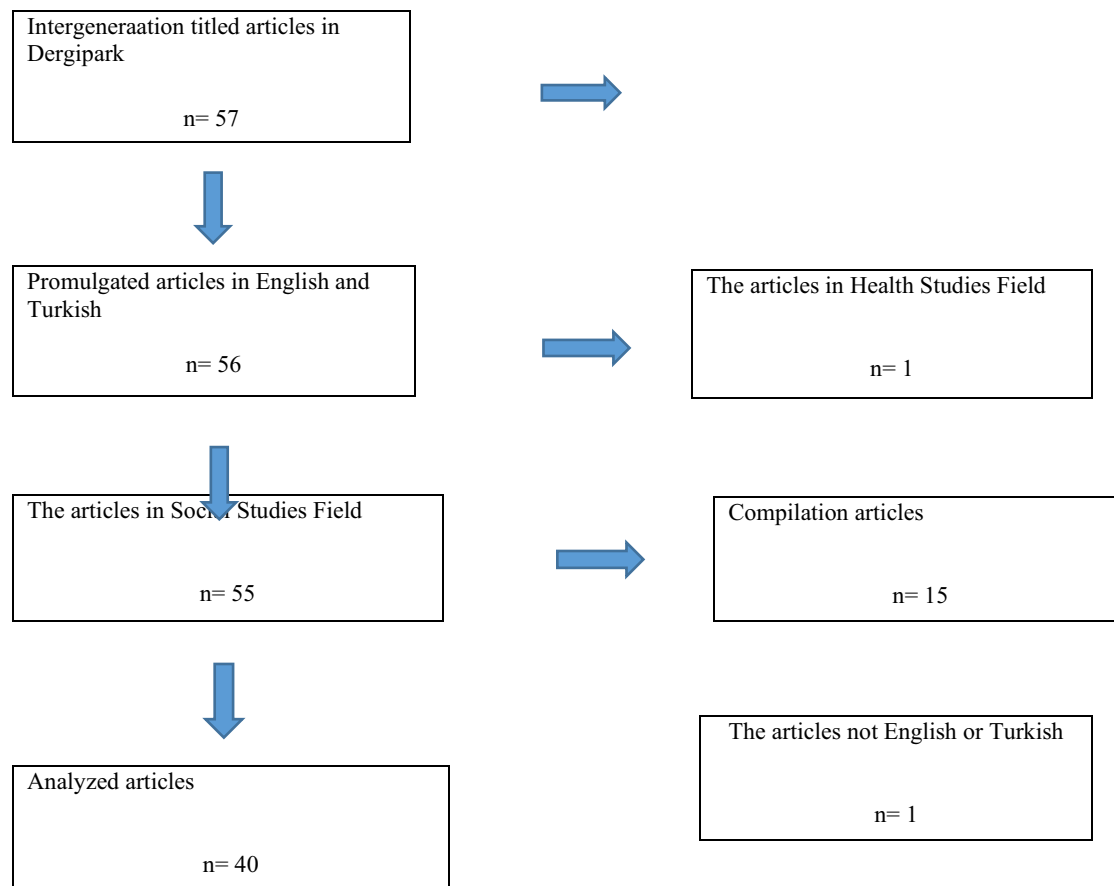 Intergeneraation titled articles in
Dergipark
n= 57
Promulgated articles in English and
Turkish
n= 56
The articles in Health Studies Field
n= 1
The articles in Social Studies Field
n= 55
Compilation articles
n= 15
The articles not English or Turkish
n= 1
Analyzed articles
n= 40